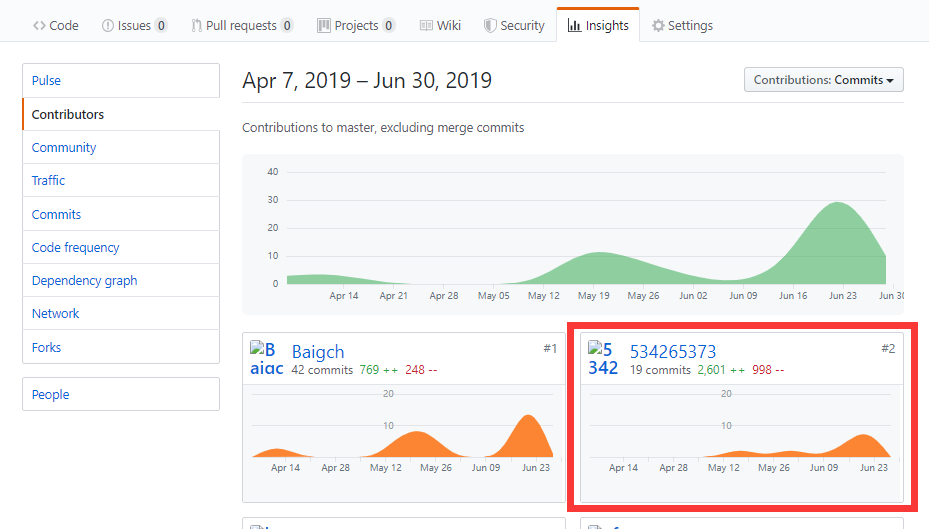 Code Issues 0 Pull requests 0 Projects 0 Wiki Security Insights Settings
Pulse
Contributors
Community
Traffic
Commits
Code frequency
Dependency graph
Network
Forks
People
Apr 7, 2019 – Jun 30, 2019
Contributions: Commits
Contributions to master, excluding merge commits
40
30
20
10
0
Apr 14 Apr 21 Apr 28 May 05 May 12 May 19 May 26 Jun 02 Jun 09 Jun 16 Jun 23 Jun 30
B
aigc
Baigch
#1
42 commits 769 ++ 248 --
20
10
Apr 14 Apr 28 May 12 May 26 Jun 09 Jun 23
5
342
534265373
#2
19 commits 2,601 ++ 998 --
20
10
Apr 14 Apr 28 May 12 May 26 Jun 09 Jun 23